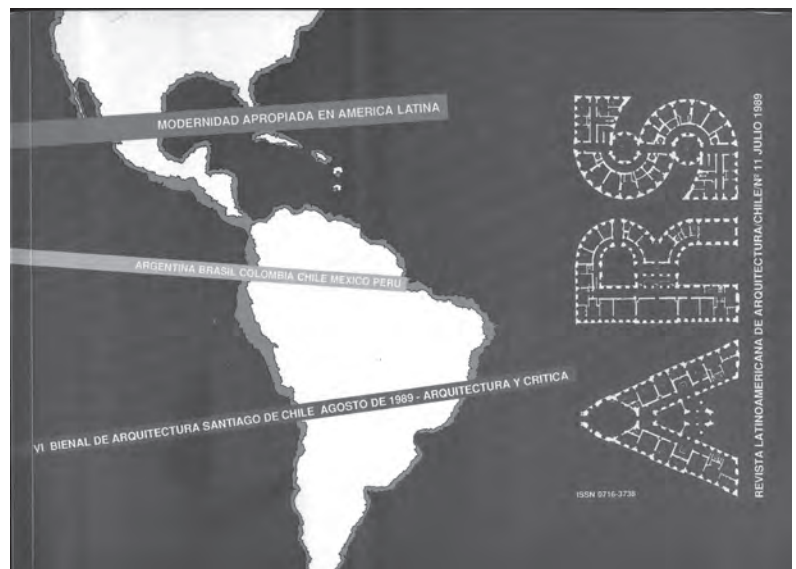 MODERNIDAD APROPIADA EN AMERICA LATINA
ARGENTINA BRASIL COLOMBIA CHILE MEXICO PERU
VI BIENAL DE ARQUITECTURA SANTIAGO DE CHILE AGOSTO DE 1989 - ARQUITECTURA Y CRITICA
ARS
REVISTA LATINOAMERICANA DE ARQUITECTURA/CHILE/Nº 11 JULIO 1989
ISSN 0716-3738